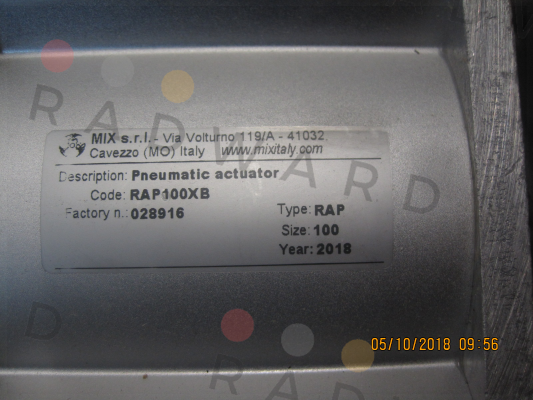 MIX s.r.l. - Via Volturno 119/A - 41032
Cavezzo (MO) Italy www.mixitaly.com
Description: Pneumatic actuator
Code: RAP100XB
Factory n.: 028916
Type: RAP
Size: 100
Year: 2018
05/10/2018 09:56
RADWARD
RADWARD